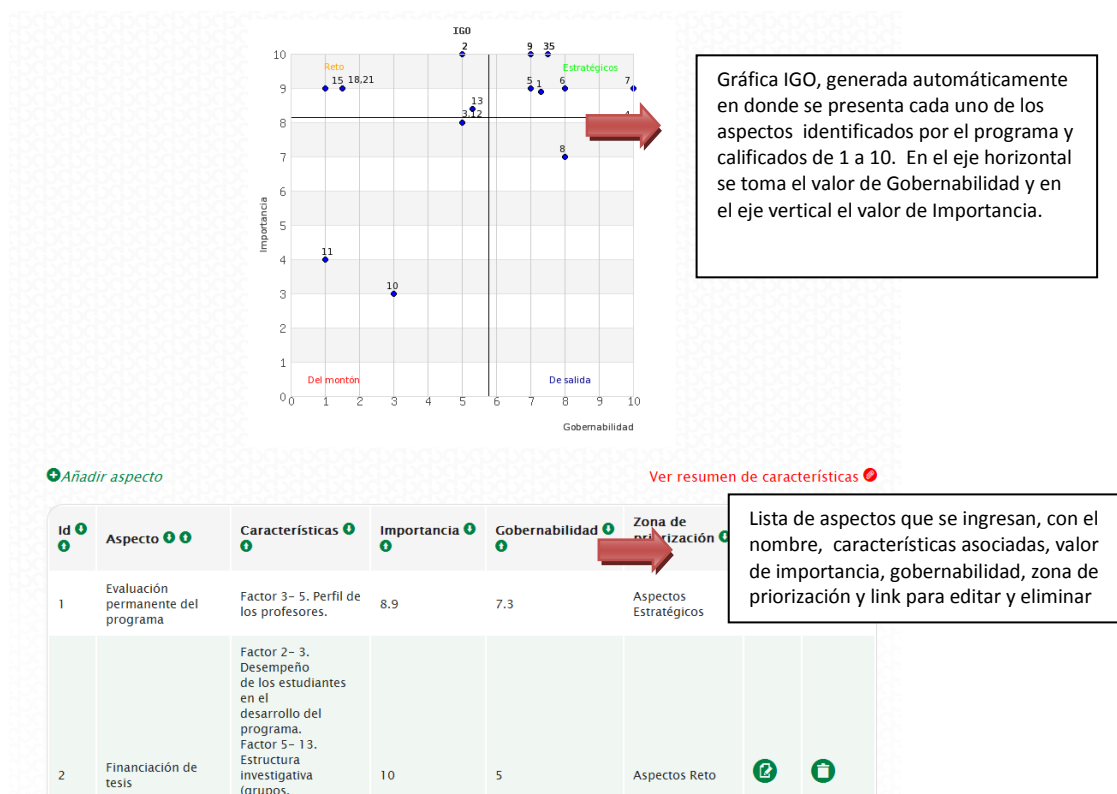 IGO
2 9 35
10
Reto
Estratégicos
15 18,21
5 1 6 7
9
13
3,12
4
8
8
7
6
5
Importancia
11
4
10
3
2
1
Del montón
De salida
0
0 1 2 3 4 5 6 7 8 9 10
Gobernabilidad
Gráfica IGO, generada automáticamente
en donde se presenta cada uno de los
aspectos identificados por el programa y
calificados de 1 a 10. En el eje horizontal
se toma el valor de Gobernabilidad y en
el eje vertical el valor de Importancia.
Añadir aspecto
Ver resumen de características
Id Aspecto Características Importancia Gobernabilidad Zona de
priorización
Lista de aspectos que se ingresan, con el
nombre, características asociadas, valor
de importancia, gobernabilidad, zona de
priorización y link para editar y eliminar
1
Evaluación
permanente del
programa
Factor 3- 5. Perfil de
los profesores.
8.9
7.3
Aspectos
Estratégicos
2
Financiación de
tesis
Factor 2- 3.
Desempeño
de los estudiantes
en el
desarrollo del
programa.
Factor 5- 13.
Estructura
investigativa
(grupos,
10
5
Aspectos Reto